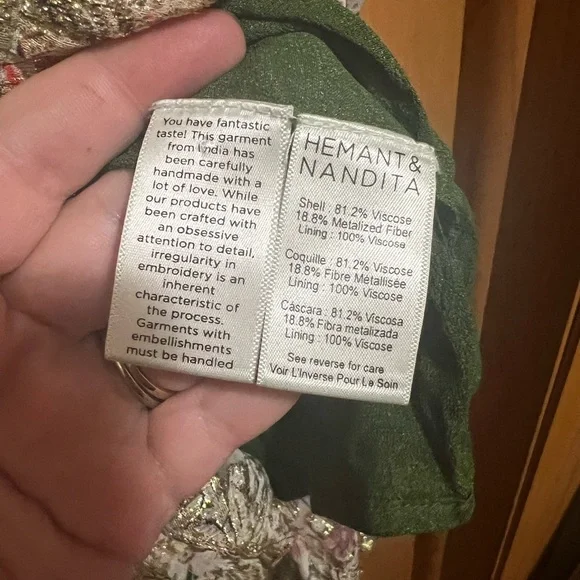 You have fantastic
taste! This garment
from India has
been carefully
handmade with a
lot of love. While
our products have
been crafted with
an obsessive
attention to detail,
irregularity in
embroidery is an
inherent
characteristic of
the process.
Garments with
embellishments
must be handled
HEMANT &
NANDITA
Shell : 81.2% Viscose
18.8% Metalized Fiber
Lining : 100% Viscose
Coquille : 81.2% Viscose
18.8% Fibre Métallisée
Lining : 100% Viscose
Cáscara : 81.2% Viscosa
18.8% Fibra metalizada
Lining : 100% Viscose
See reverse for care
Voir L'Inverse Pour Le Soin